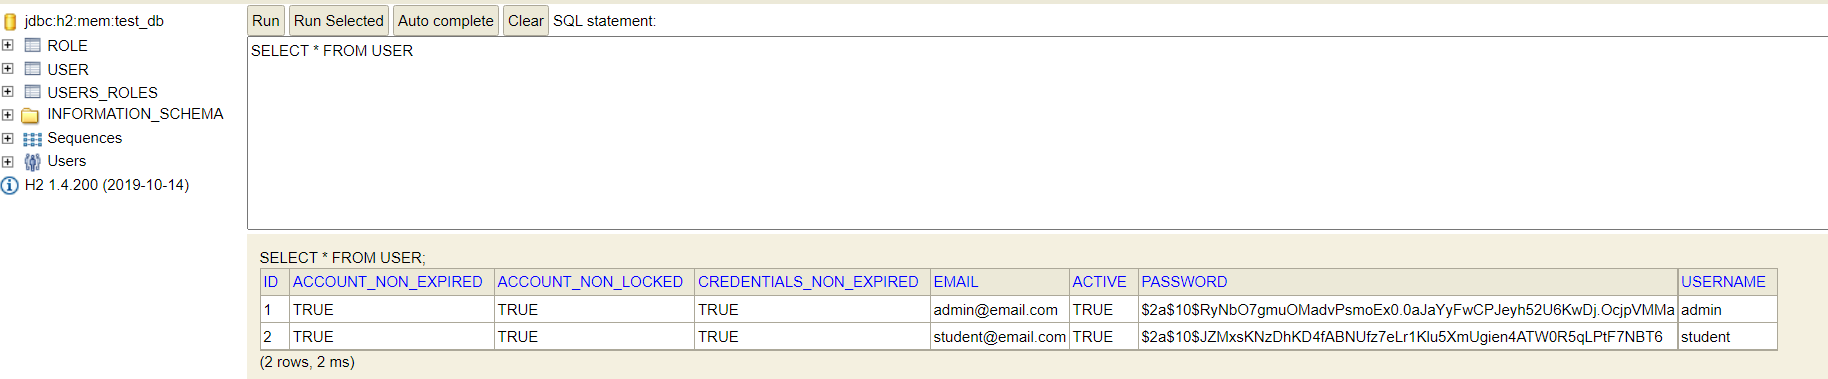 jdbc:h2:mem:test_db
ROLE
USER
USERS_ROLES
INFORMATION_SCHEMA
Sequences
Users
H2 1.4.200 (2019-10-14)
Run Run Selected Auto complete Clear SQL statement:
SELECT * FROM USER
SELECT * FROM USER;
ID ACCOUNT_NON_EXPIRED ACCOUNT_NON_LOCKED CREDENTIALS_NON_EXPIRED EMAIL ACTIVE PASSWORD USERNAME
1 TRUE TRUE TRUE admin@email.com TRUE $2a$10$RyNbO7gmuOMadvPsmoEx0.0aJaYyFwCPJeyh52U6KwDj.OcjpVMMa admin
2 TRUE TRUE TRUE student@email.com TRUE $2a$10$JZMxsKNzDhKD4fABNUfz7eLr1Klu5XmUgien4ATW0R5qLPtF7NBT6 student
(2 rows, 2 ms)